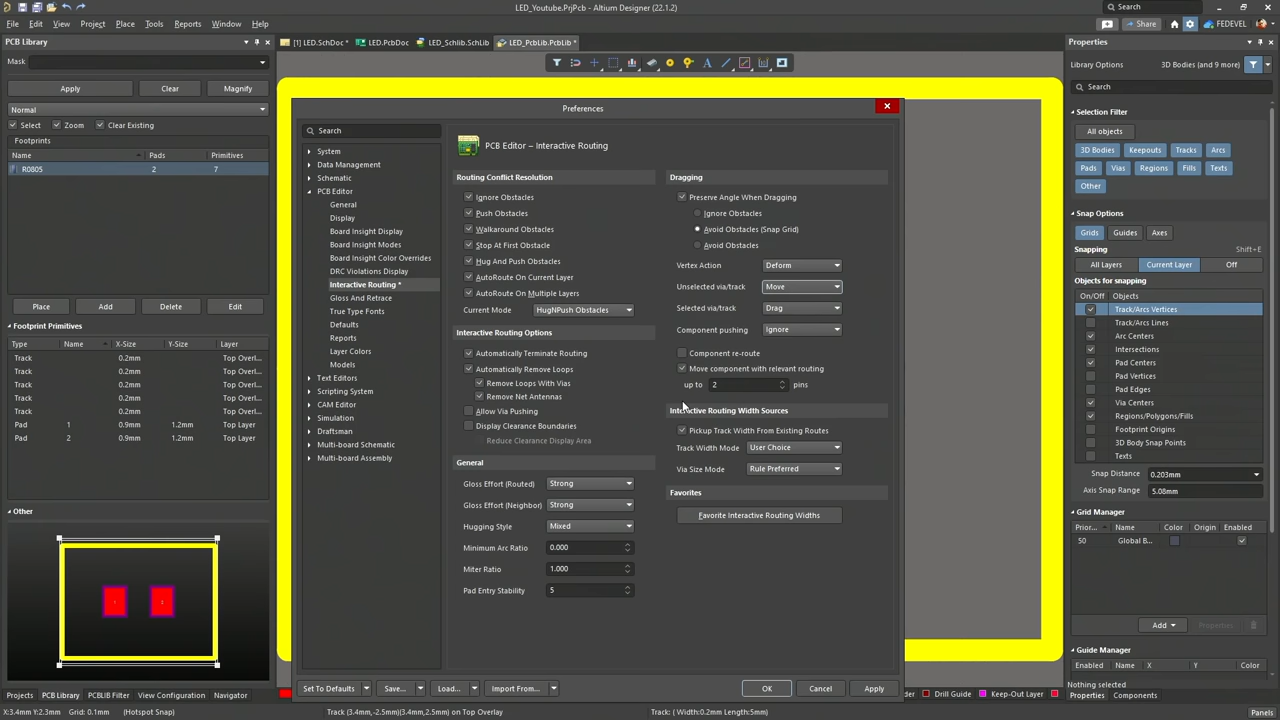 LED_Youtube.PrjPcb - Altium Designer (22.1.2)
Search
File Edit View Project Place Tools Reports Window Help
Share
FEDEVEL
PCB Library
[1] LED.SchDoc * LED.PcbDoc LED_Schlib.SchLib LED_PcbLib.PcbLib *
Properties
Mask
Library Options
3D Bodies (and 9 more)
Apply Clear Magnify
Search
Normal
Select Zoom Clear Existing
Footprints
Name Pads Primitives
R0805 2 7
Place Add Delete Edit
Footprint Primitives
Type Name X-Size Y-Size Layer
Track 0.2mm Top Overl...
Track 0.2mm Top Overl...
Track 0.2mm Top Overl...
Track 0.2mm Top Overl...
Track 0.2mm Top Overl...
Pad 1 0.9mm 1.2mm Top Layer
Pad 2 0.9mm 1.2mm Top Layer
Other
Projects PCB Library PCBLIB Filter View Configuration Navigator
Preferences
Search
System
Data Management
Schematic
PCB Editor
General
Display
Board Insight Display
Board Insight Modes
Board Insight Color Overrides
DRC Violations Display
Interactive Routing *
Gloss And Retrace
True Type Fonts
Defaults
Reports
Layer Colors
Models
Text Editors
Scripting System
CAM Editor
Simulation
Draftsman
Multi-board Schematic
Multi-board Assembly
PCB Editor – Interactive Routing
Routing Conflict Resolution
Ignore Obstacles
Push Obstacles
Walkaround Obstacles
Stop At First Obstacle
Hug And Push Obstacles
AutoRoute On Current Layer
AutoRoute On Multiple Layers
Current Mode HugNPush Obstacles
Interactive Routing Options
Automatically Terminate Routing
Automatically Remove Loops
Remove Loops With Vias
Remove Net Antennas
Allow Via Pushing
Display Clearance Boundaries
Reduce Clearance Display Area
General
Gloss Effort (Routed) Strong
Gloss Effort (Neighbor) Strong
Hugging Style Mixed
Minimum Arc Ratio 0.000
Miter Ratio 1.000
Pad Entry Stability 5
Dragging
Preserve Angle When Dragging
Ignore Obstacles
Avoid Obstacles (Snap Grid)
Avoid Obstacles
Vertex Action Deform
Unselected via/track Move
Selected via/track Drag
Component pushing Ignore
Component re-route
Move component with relevant routing
up to 2 pins
Interactive Routing Width Sources
Pickup Track Width From Existing Routes
Track Width Mode User Choice
Via Size Mode Rule Preferred
Favorites
Favorite Interactive Routing Widths
Set To Defaults Save... Load... Import From... OK Cancel Apply
Selection Filter
All objects
3D Bodies Keepouts Tracks Arcs
Pads Vias Regions Fills Texts
Other
Snap Options
Grids Guides Axes
Snapping Shift+E
All Layers Current Layer Off
Objects for snapping
On/Off Objects
Track/Arcs Vertices
Track/Arcs Lines
Arc Centers
Intersections
Pad Centers
Pad Vertices
Pad Edges
Via Centers
Regions/Polygons/Fills
Footprint Origins
3D Body Snap Points
Texts
Snap Distance 0.203mm
Axis Snap Range 5.08mm
Grid Manager
Prior... Name Color Origin Enabled
50 Global B...
Add Properties
Guide Manager
Enabled Name X Y Color
Nothing selected
Drill Guide Keep-Out Layer
Properties Components
X:3.4mm Y:2.3mm Grid: 0.1mm (Hotspot Snap)
Track (3.4mm,-2.5mm)(3.4mm,2.5mm) on Top Overlay
Track: ( Width:0.2mm Length:5mm)
Panels